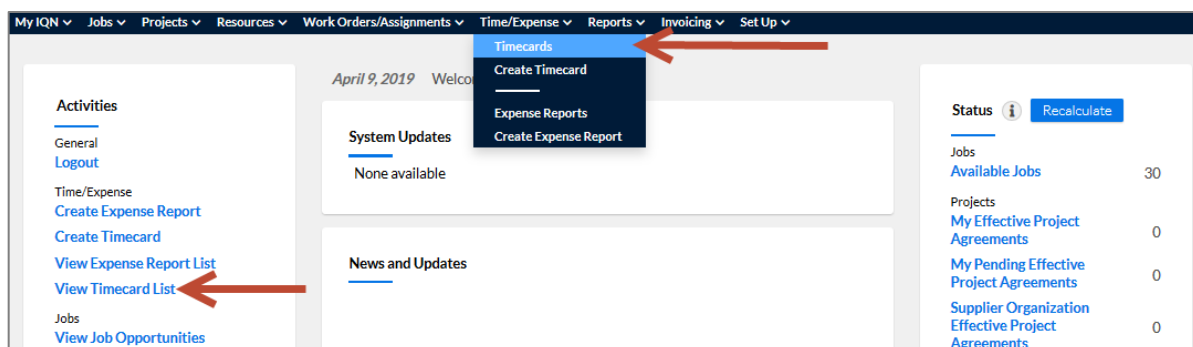 My IQN Jobs Projects Resources Work Orders/Assignments Time/Expense Reports Invoicing Set Up
Timecards
Create Timecard
Expense Reports
Create Expense Report
April 9, 2019
Activities
General
Logout
Time/Expense
Create Expense Report
Create Timecard
View Expense Report List
View Timecard List
Jobs
View Job Opportunities
System Updates
None available
News and Updates
Status i Recalculate
Jobs
Available Jobs 30
Projects
My Effective Project
Agreements 0
My Pending Effective
Project Agreements 0
Supplier Organization
Effective Project 0
Agreements